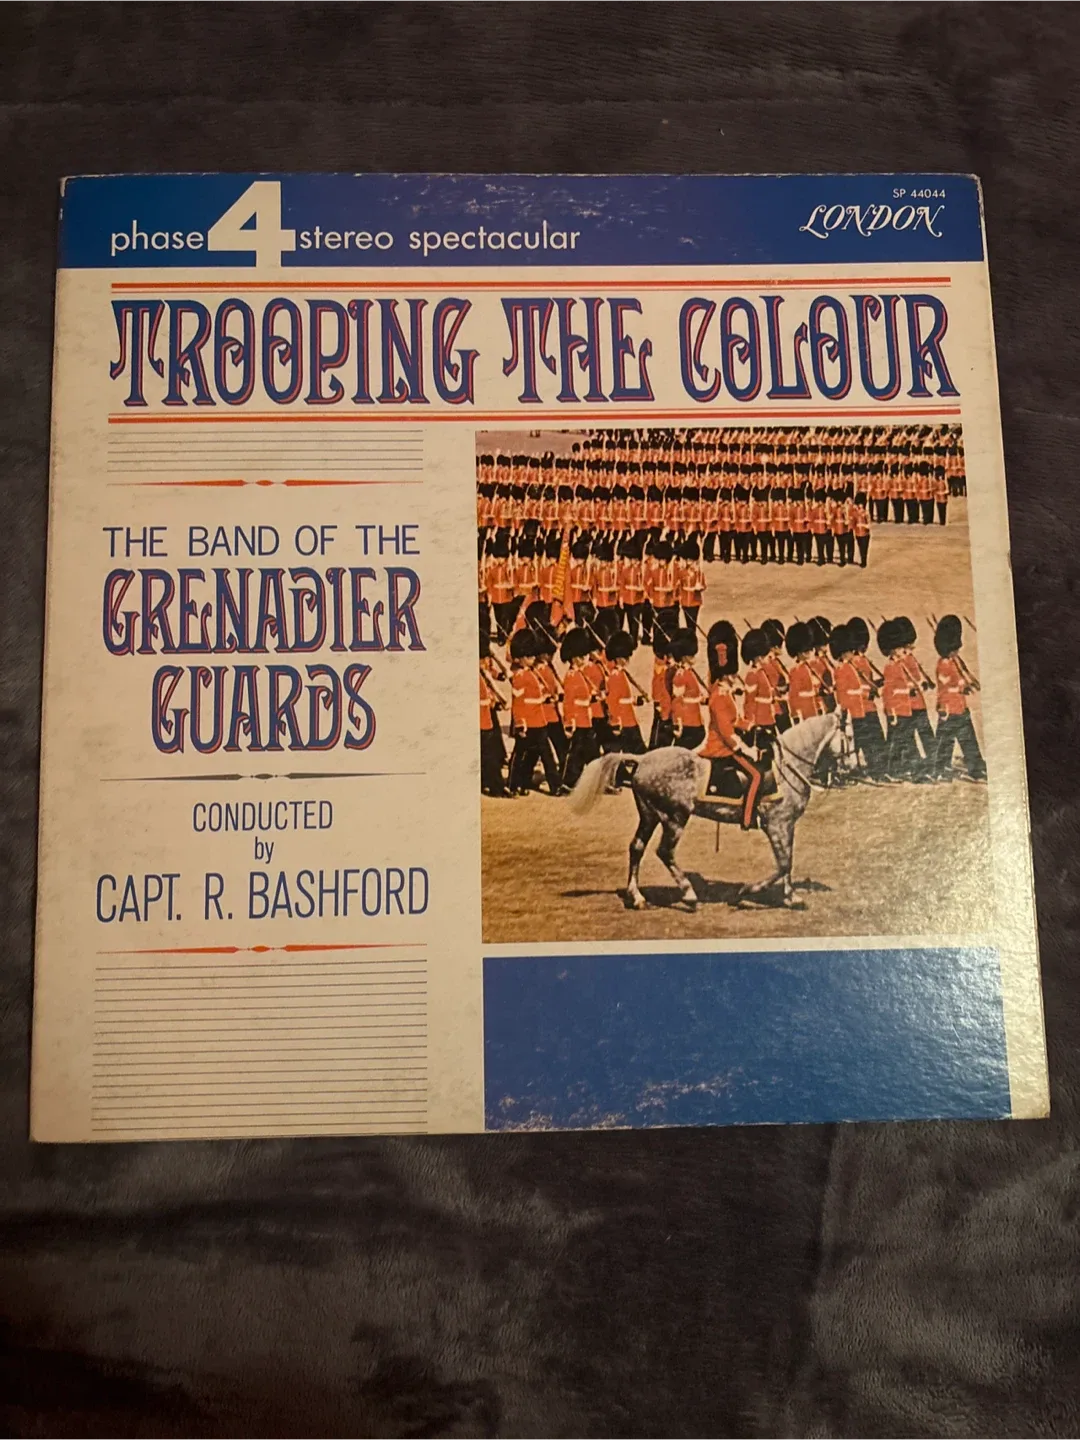 phase 4 stereo spectacular
SP 44044
LONDON
TROOPING THE COLOUR
THE BAND OF THE
GRENADIER
GUARDS
CONDUCTED
by
CAPT. R. BASHFORD